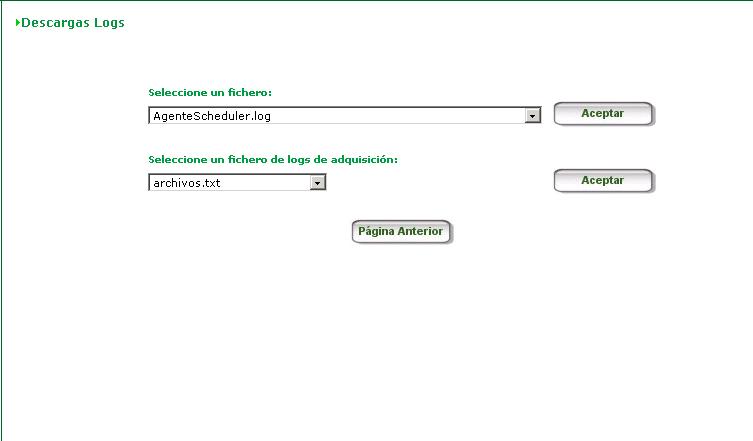 Descargas Logs
Seleccione un fichero:
AgenteScheduler.log
Aceptar
Seleccione un fichero de logs de adquisición:
archivos.txt
Aceptar
Página Anterior